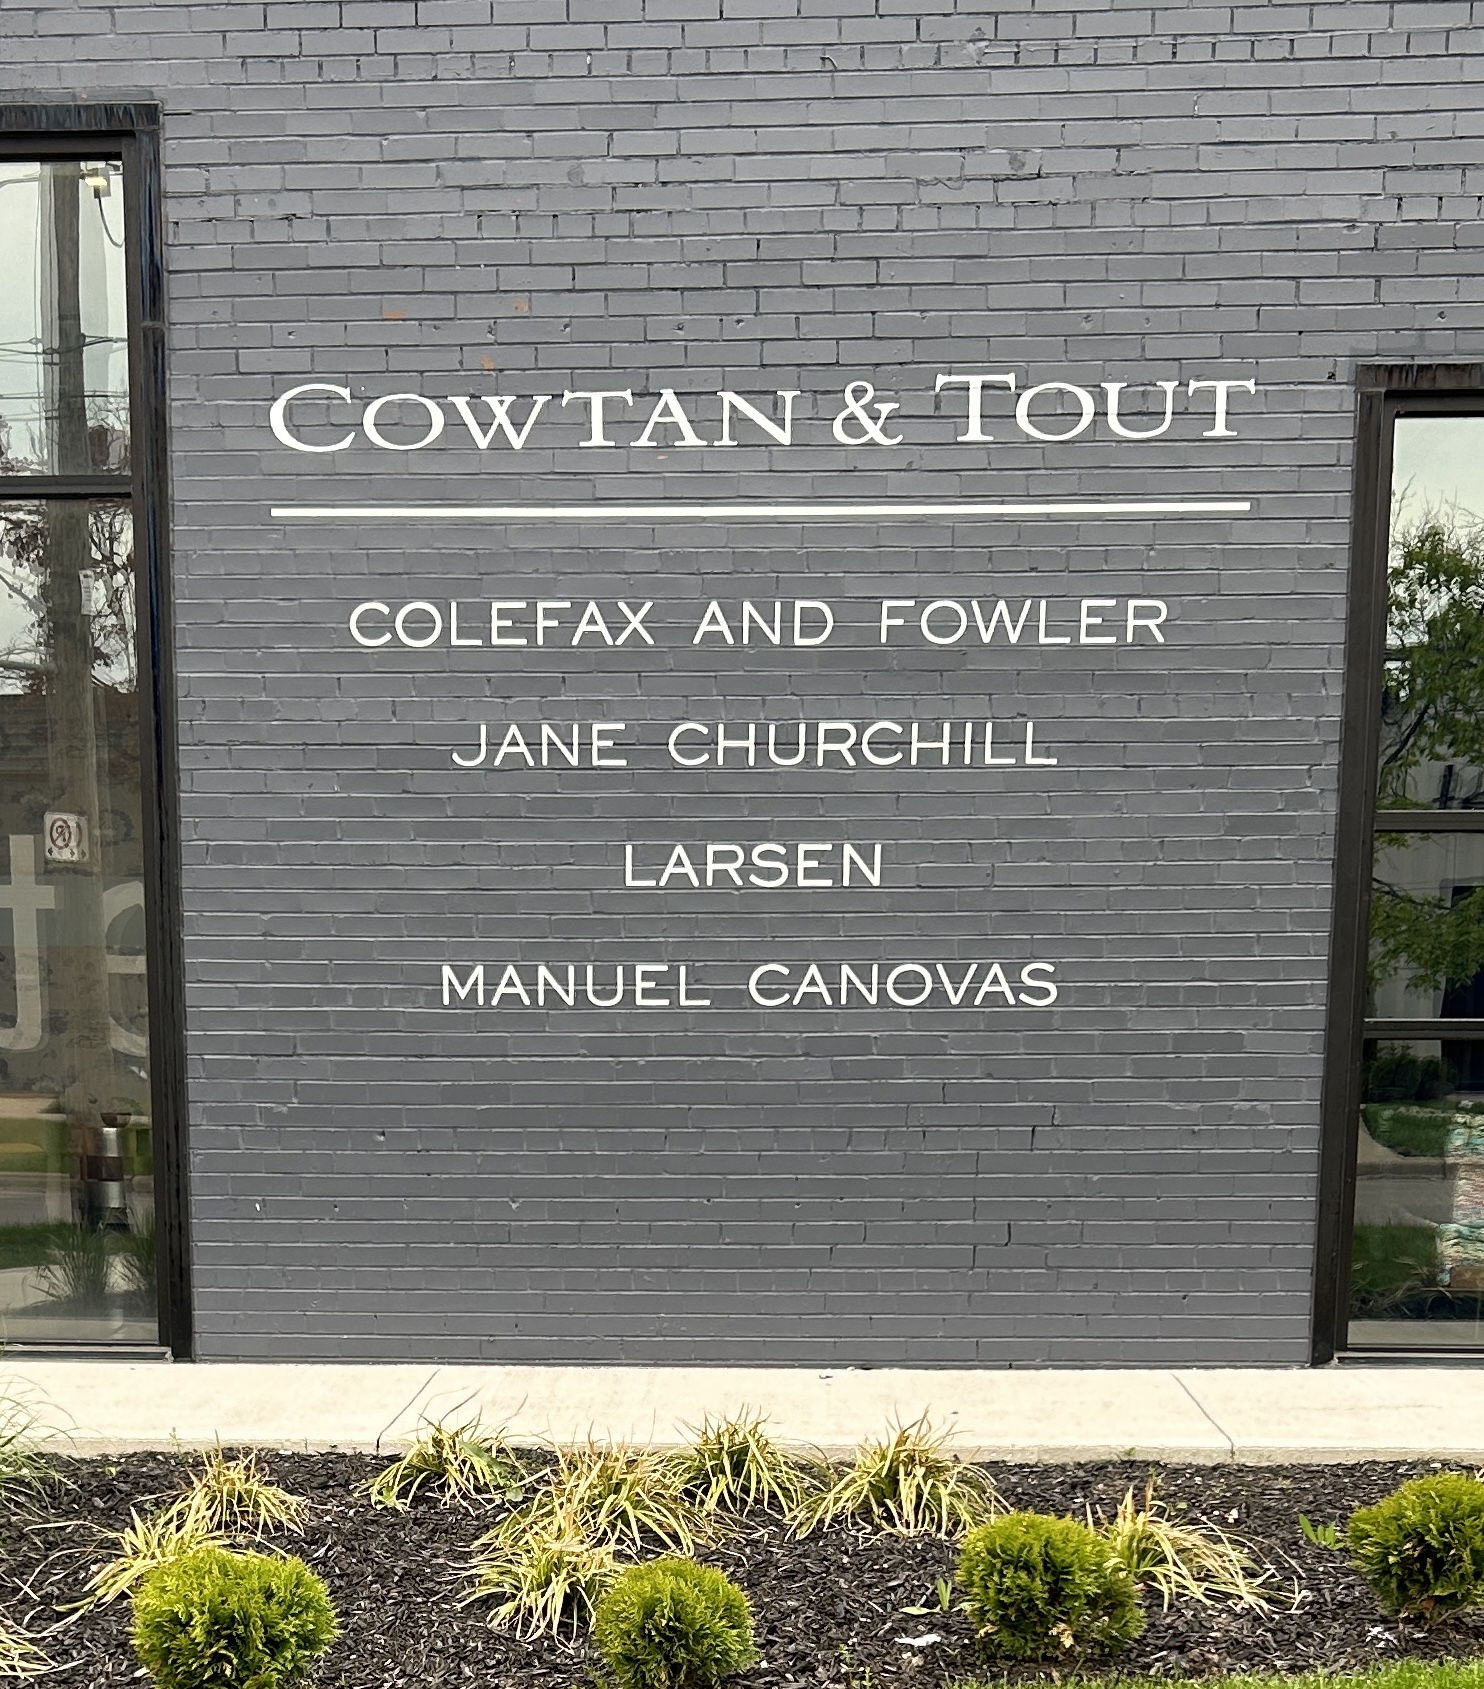 COWTAN & TOUT
COLEFAX AND FOWLER
JANE CHURCHILL
LARSEN
MANUEL CANOVAS